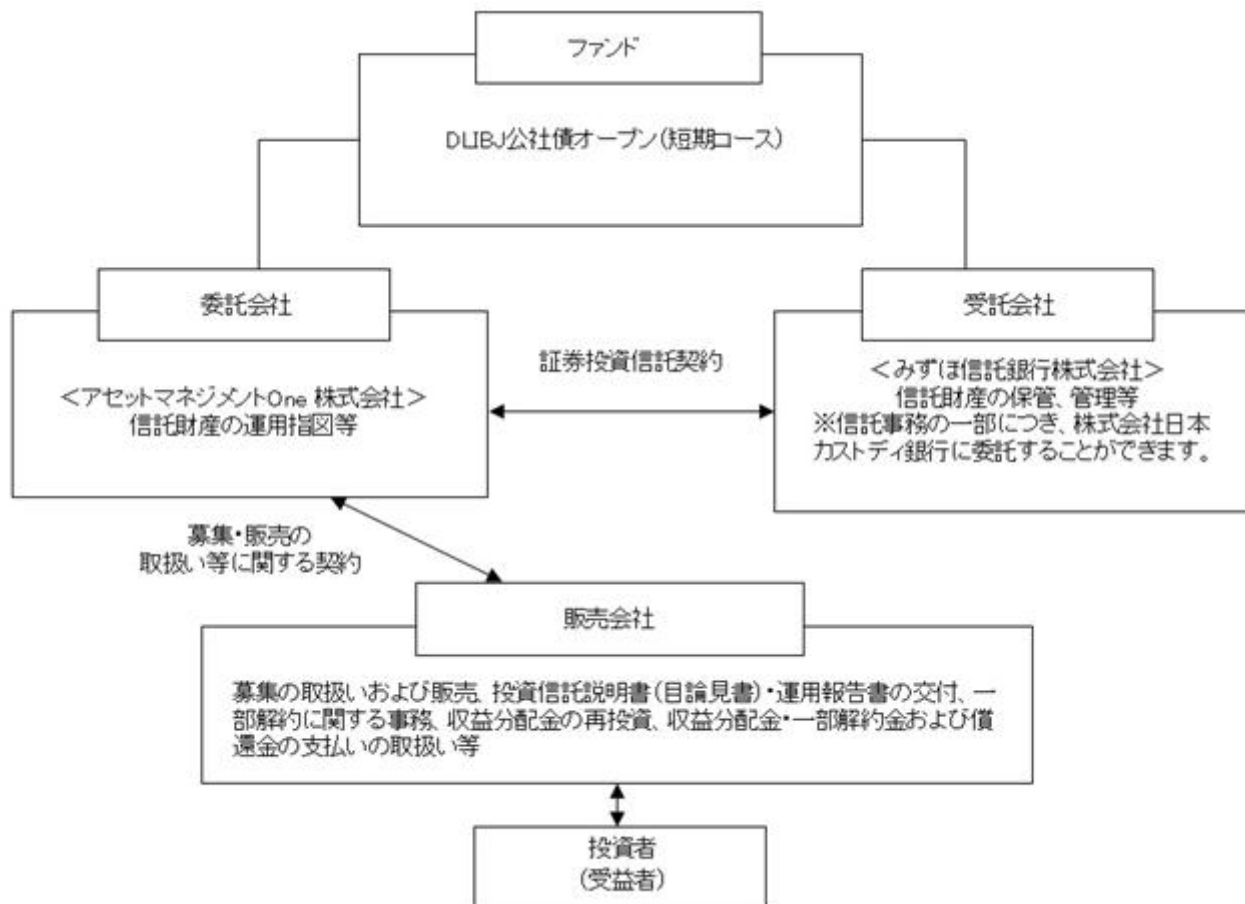 ファンド
DLIBJ公社債オープン(短期コース)
委託会社
受託会社
<アセットマネジメントOne 株式会社>
信託財産の運用指図等
証券投資信託契約
<みずほ信託銀行株式会社>
信託財産の保管、管理等
※信託事務の一部につき、株式会社日本
カストディ銀行に委託することができます。
募集・販売の
取扱い等に関する契約
販売会社
募集の取扱いおよび販売、投資信託説明書(目論見書)・運用報告書の交付、一
部解約に関する事務、収益分配金の再投資、収益分配金・一部解約金および償
還金の支払いの取扱い等
投資者
(受益者)